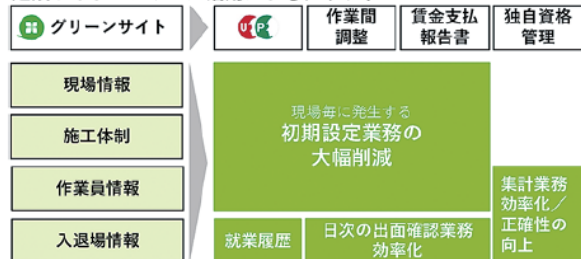 グリーンサイト
作業間
調整
賃金支払
報告書
独自資格
管理
現場情報
施工体制
作業員情報
入退場情報
現場毎に発生する
初期設定業務の
大幅削減
就業履歴
日次の出面確認業務
効率化
集計業務
効率化／
正確性の
向上